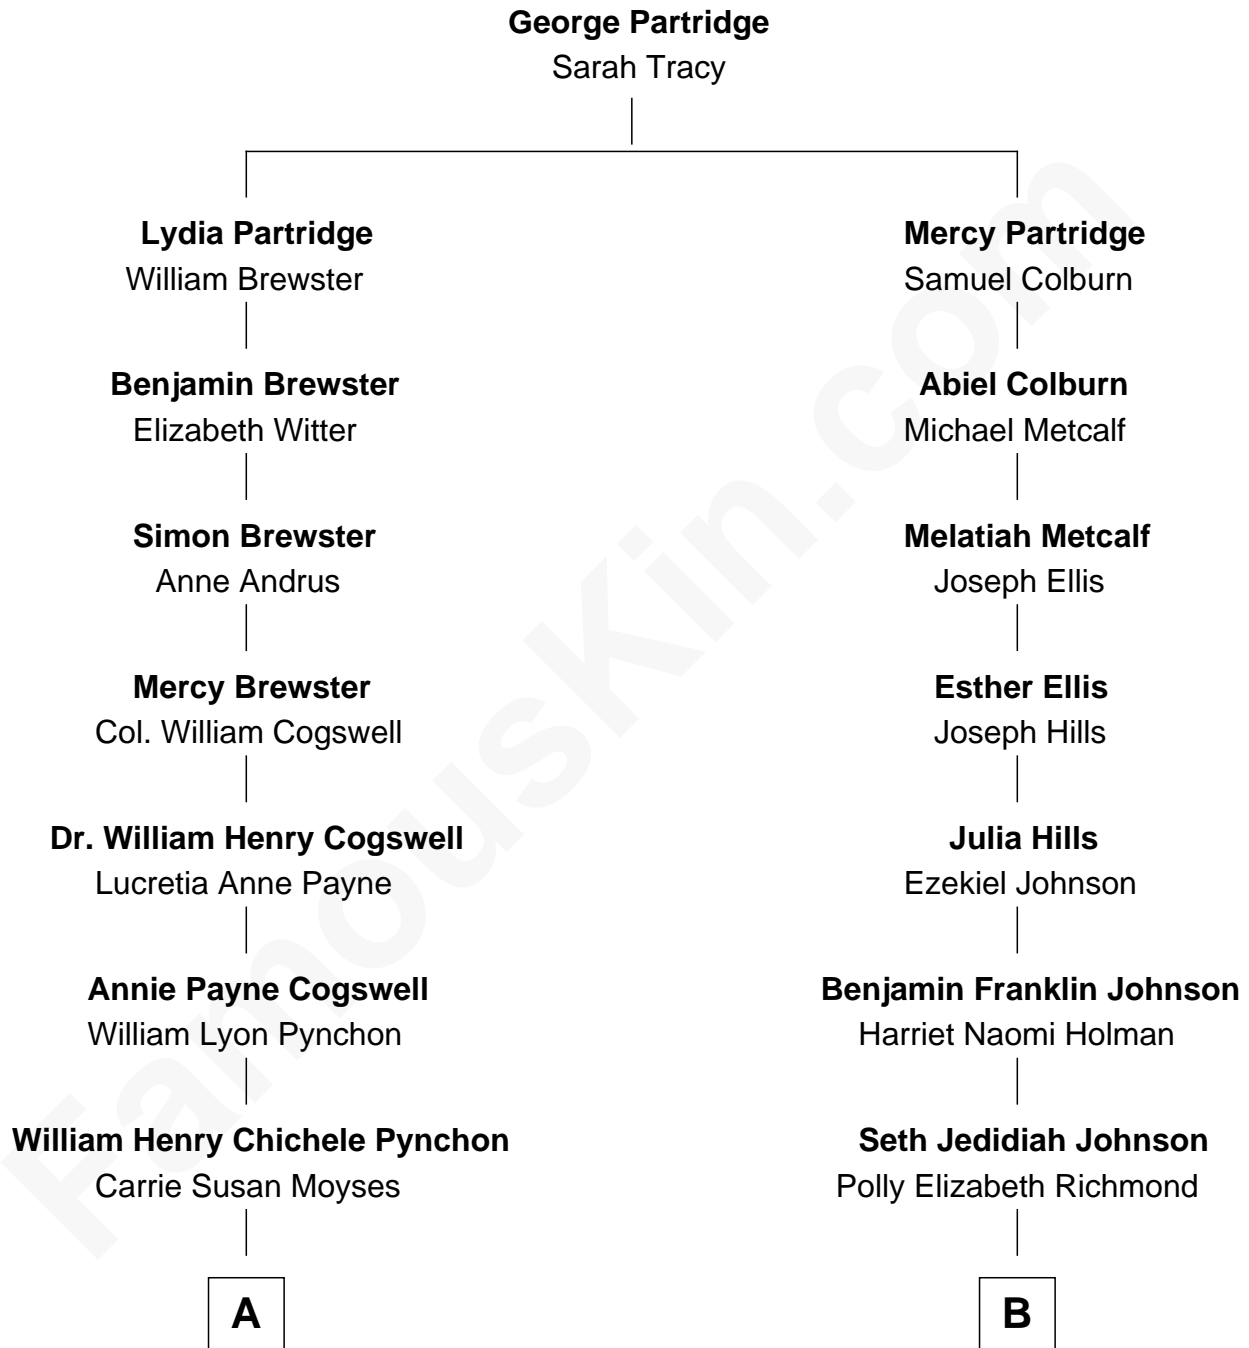 George Partridge
Sarah Tracy
Lydia Partridge
William Brewster
Mercy Partridge
Samuel Colburn
Benjamin Brewster
Elizabeth Witter
Abiel Colburn
Michael Metcalf
Simon Brewster
Anne Andrus
Melatiah Metcalf
Joseph Ellis
Mercy Brewster
Col. William Cogswell
Esther Ellis
Joseph Hills
Dr. William Henry Cogswell
Lucretia Anne Payne
Julia Hills
Ezekiel Johnson
Annie Payne Cogswell
William Lyon Pynchon
Benjamin Franklin Johnson
Harriet Naomi Holman
William Henry Chichele Pynchon
Carrie Susan Moyses
Seth Jedidiah Johnson
Polly Elizabeth Richmond
A
B
FamousKin.com